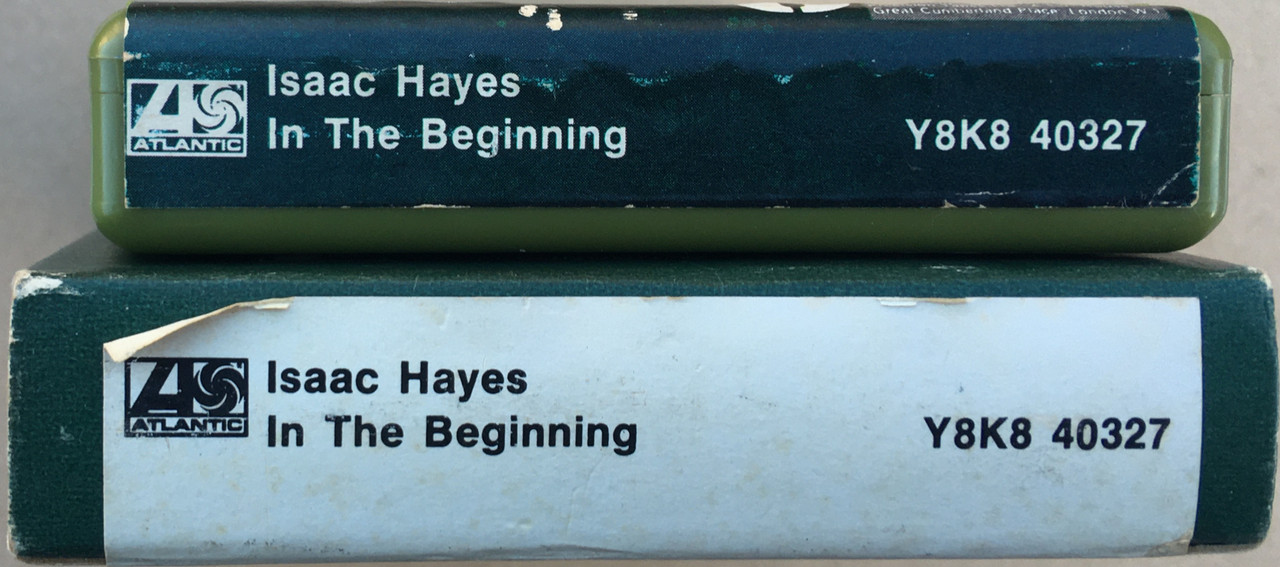 Great Cumberland Place, London W.1
Isaac Hayes
In The Beginning
ATLANTIC
Y8K8 40327
Isaac Hayes
In The Beginning
ATLANTIC
Y8K8 40327